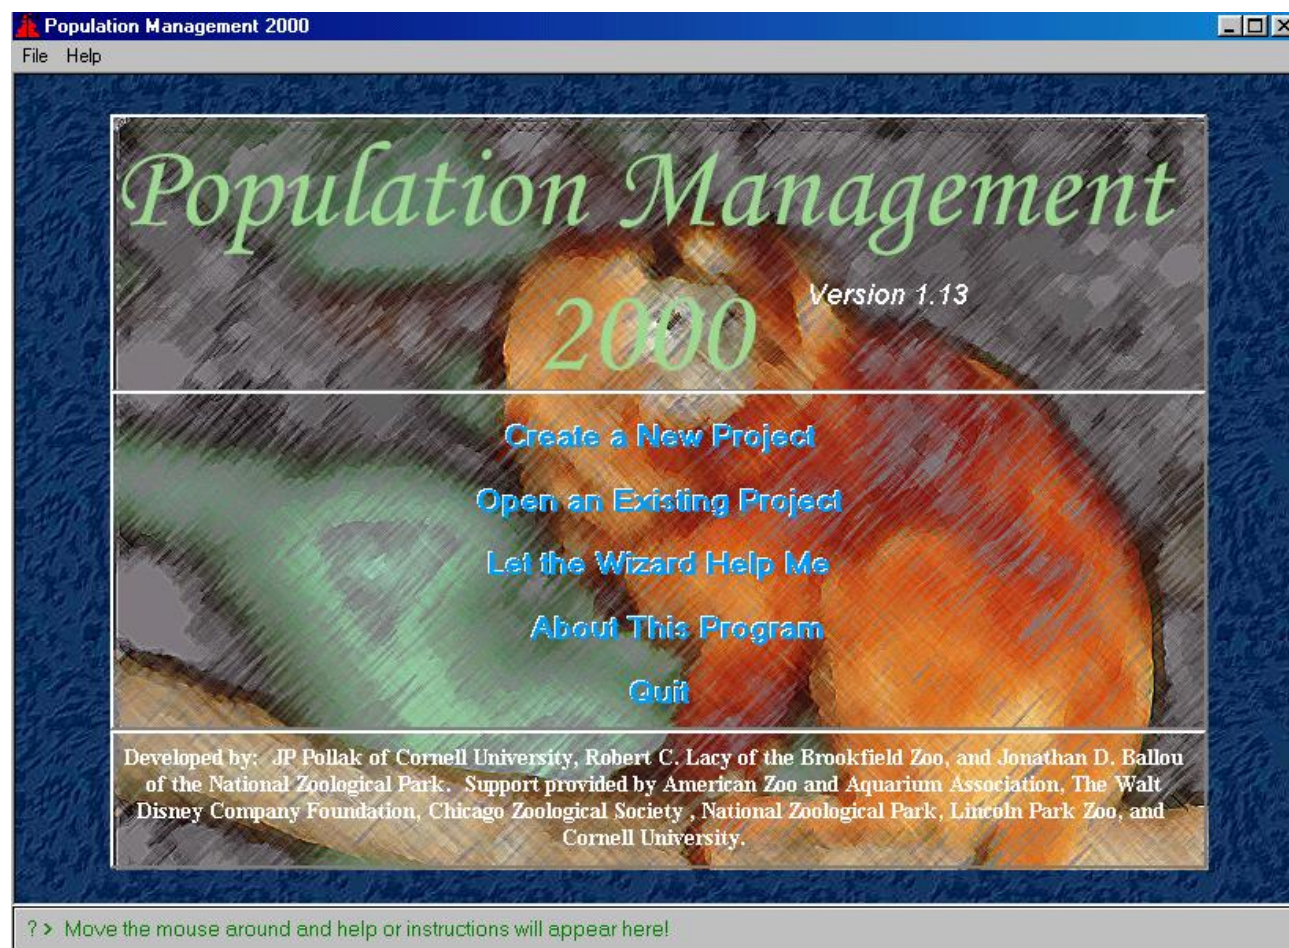 Population Management 2000
File Help
Population Management
2000
Version 1.13
Create a New Project
Open an Existing Project
Let the Wizard Help Me
About This Program
Quit
Developed by: JP Pollak of Cornell University, Robert C. Lacy of the Brookfield Zoo, and Jonathan D. Ballou
of the National Zoological Park. Support provided by American Zoo and Aquarium Association, The Walt
Disney Company Foundation, Chicago Zoological Society , National Zoological Park, Lincoln Park Zoo, and
Cornell University.
? > Move the mouse around and help or instructions will appear here!